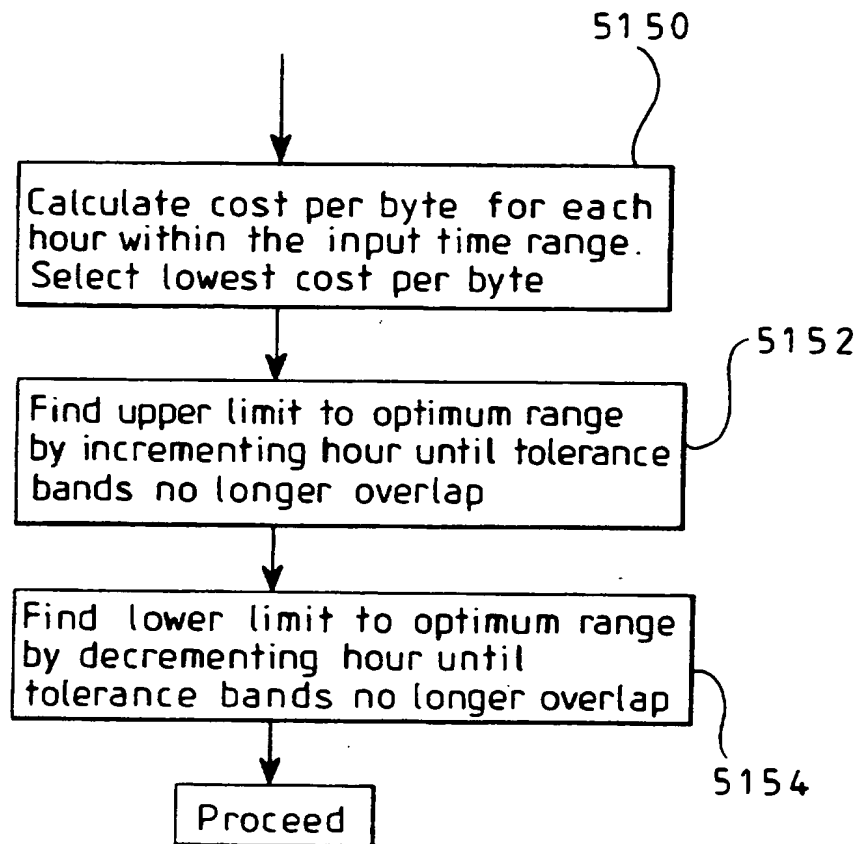 5150
Calculate cost per byte for each
hour within the input time range.
Select lowest cost per byte
5152
Find upper limit to optimum range
by incrementing hour until tolerance
bands no longer overlap
Find lower limit to optimum range
by decrementing hour until
tolerance bands no longer overlap
5154
Proceed